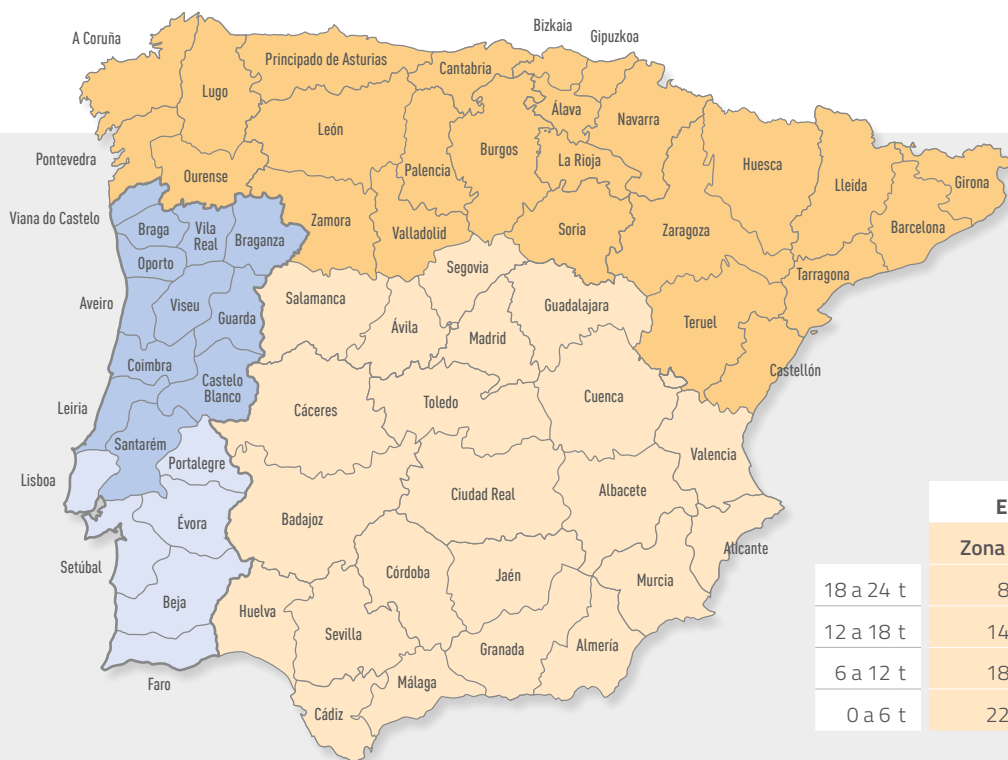 Bizkaia
A Coruña
Gipuzkoa
Principado de Asturias
Cantabria
Lugo
Álava
Navarra
León
Burgos
La Rioja
Huesca
Pontevedra
Palencia
Ourense
Lleida
Girona
Viana do Castelo
Zamora
Valladolid
Soria
Zaragoza
Barcelona
Braga
Vila
Real
Braganza
Oporto
Segovia
Tarragona
Aveiro
Viseu
Guarda
Salamanca
Ávila
Madrid
Guadalajara
Teruel
Coimbra
Castelo
Blanco
Castellón
Leiria
Cáceres
Toledo
Cuenca
Santarém
Portalegre
Valencia
Lisboa
Ciudad Real
Albacete
Évora
Badajoz
Alicante
Setúbal
Córdoba
Jaén
Murcia
Beja
Huelva
Sevilla
Granada
Almería
Faro
Málaga
Cádiz
Zona
18 a 24 t 8
12 a 18 t 14
6 a 12 t 18
0 a 6 t 22